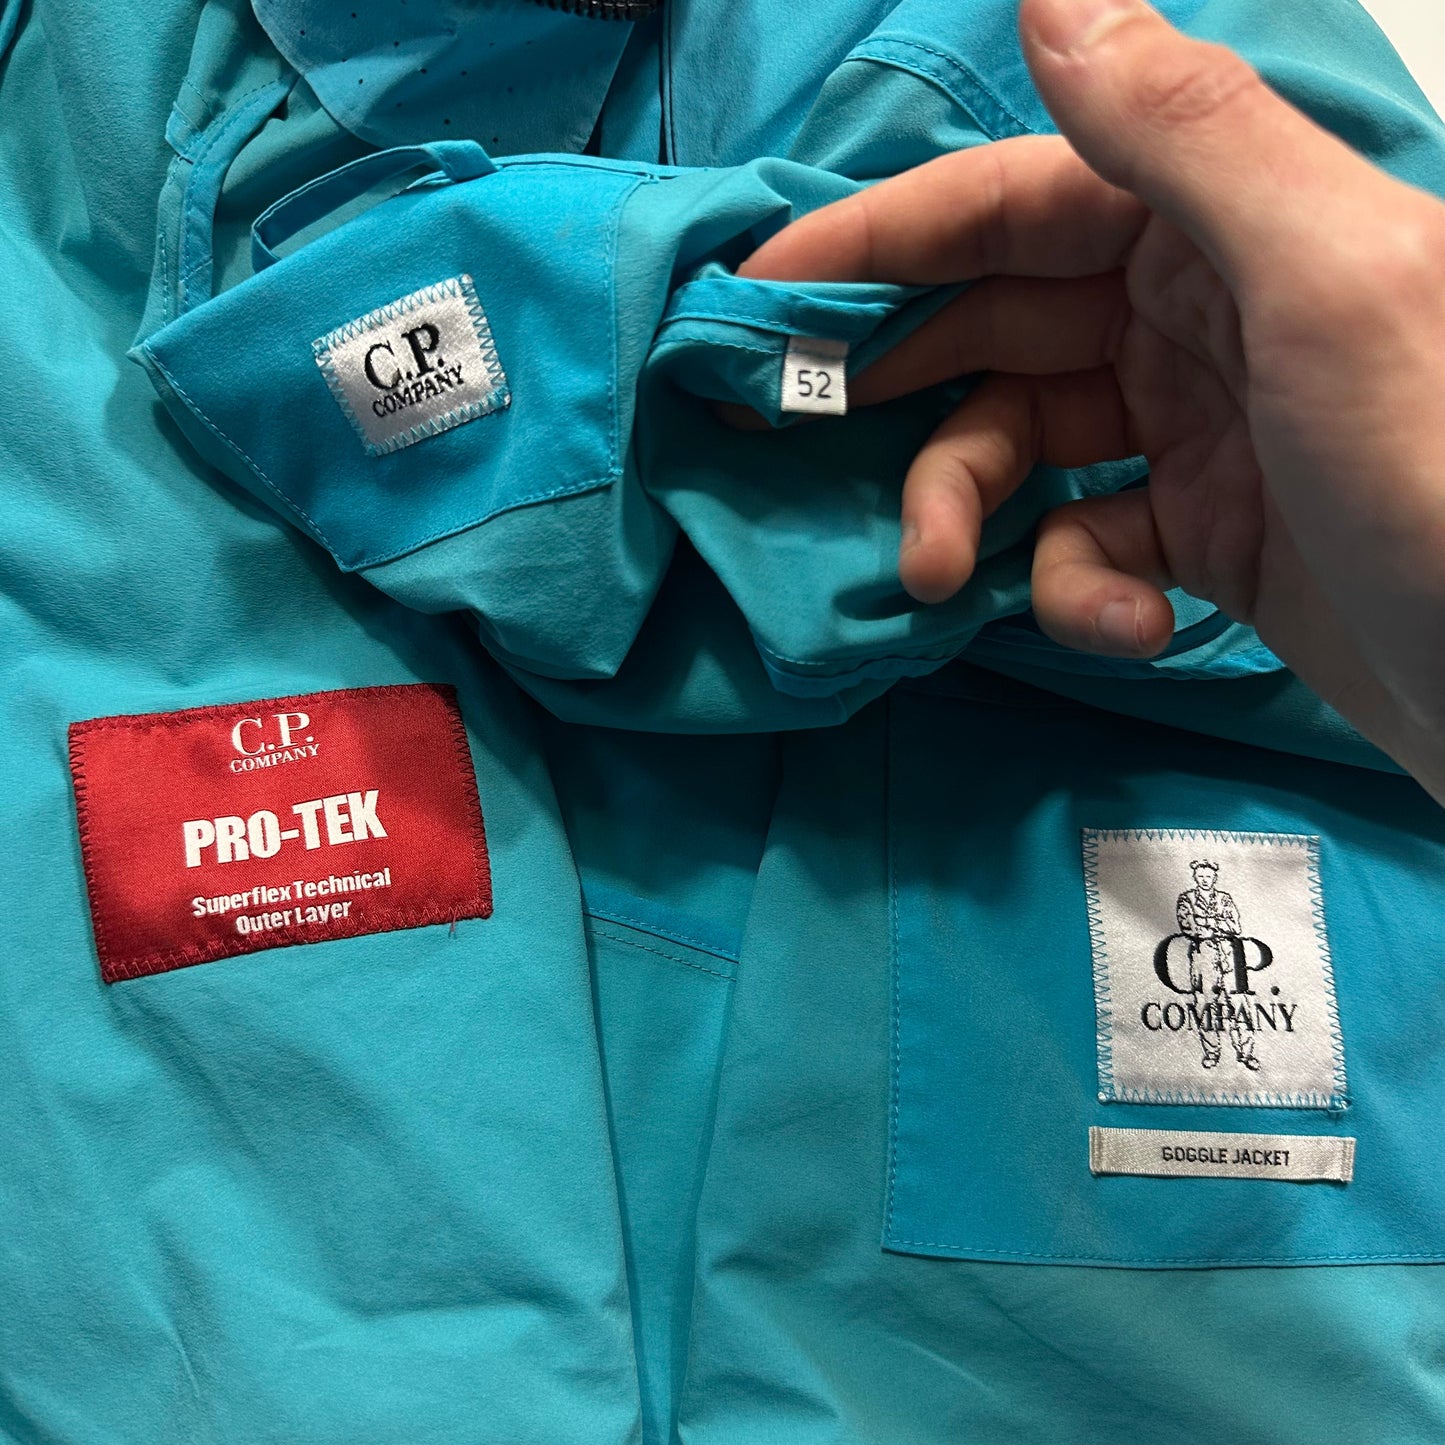 C.P.
COMPANY
52
C.P.
COMPANY
PRO-TEK
Superflex Technical
Outer Layer
C.P.
COMPANY
GOGGLE JACKET